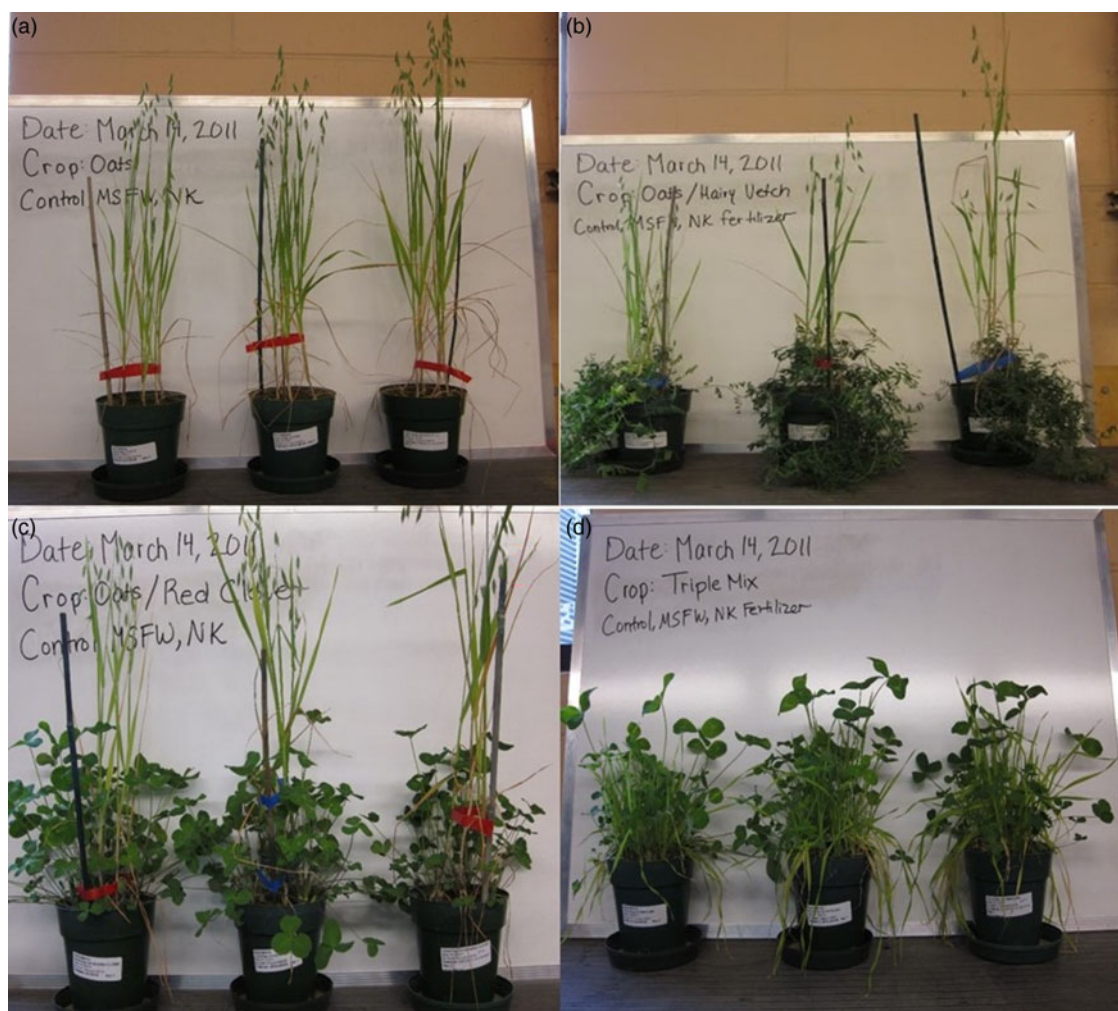 (a)
Date: March 14, 2011
Crop: Oats
Control, MSFW, NK
(b)
Date: March 14, 2011
Crop: Oats/Hairy Vetch
Control, MSFW, NK fertilizer
(c)
Date: March 14, 2011
Crop: Oats/Red Clover
Control, MSFW, NK
(d)
Date: March 14, 2011
Crop: Triple Mix
Control, MSFW, NK Fertilizer